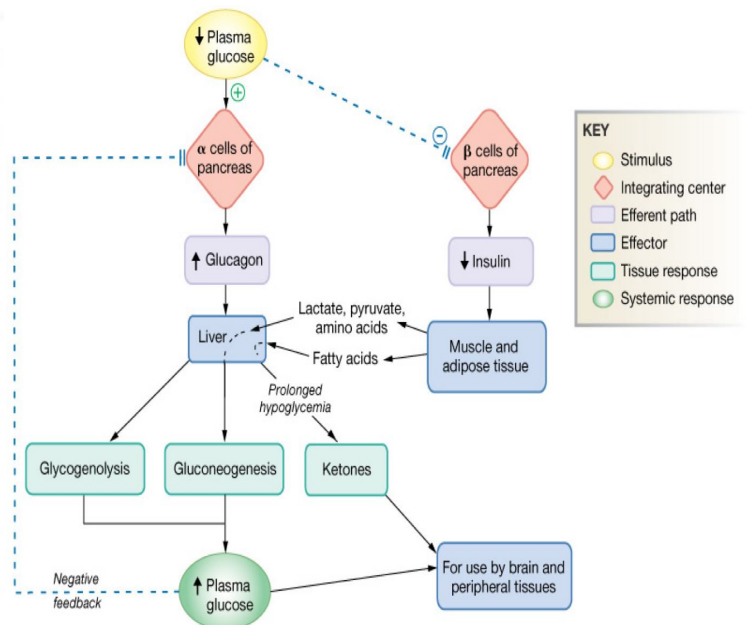 ↓ Plasma
glucose
+
−
α cells of
pancreas
β cells of
pancreas
↑ Glucagon
↓ Insulin
Lactate, pyruvate,
amino acids
Liver
Fatty acids
Muscle and
adipose tissue
Prolonged
hypoglycemia
Glycogenolysis
Gluconeogenesis
Ketones
↑ Plasma
glucose
For use by brain and
peripheral tissues
Negative
feedback
KEY
Stimulus
Integrating center
Efferent path
Effector
Tissue response
Systemic response